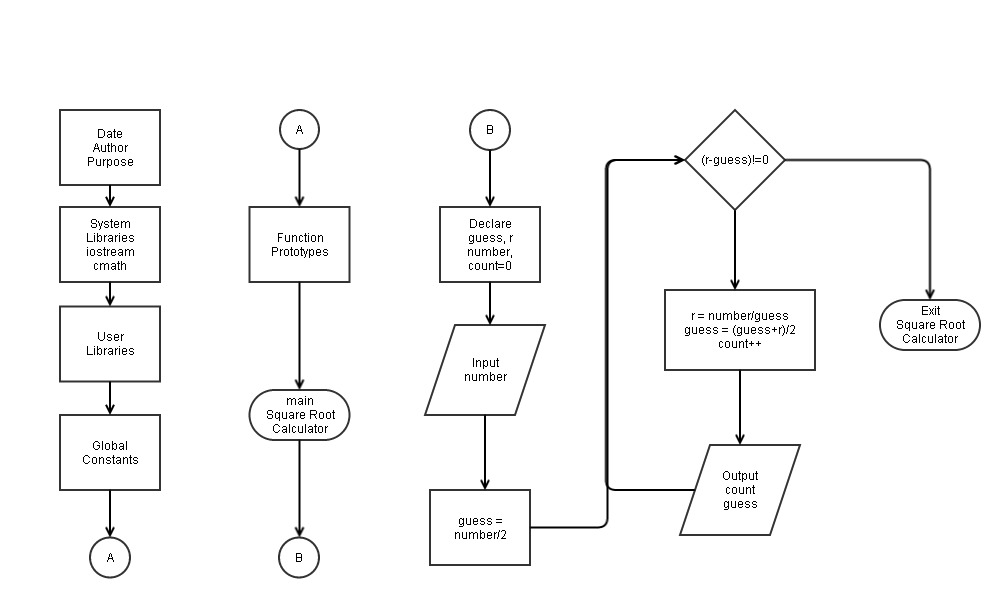 Date
Author
Purpose
System
Libraries
iostream
cmath
User
Libraries
Global
Constants
A
A
Function
Prototypes
main
Square Root
Calculator
B
B
Declare
guess, r
number,
count=0
Input
number
guess =
number/2
(r-guess)!=0
r = number/guess
guess = (guess+r)/2
count++
Output
count
guess
Exit
Square Root
Calculator